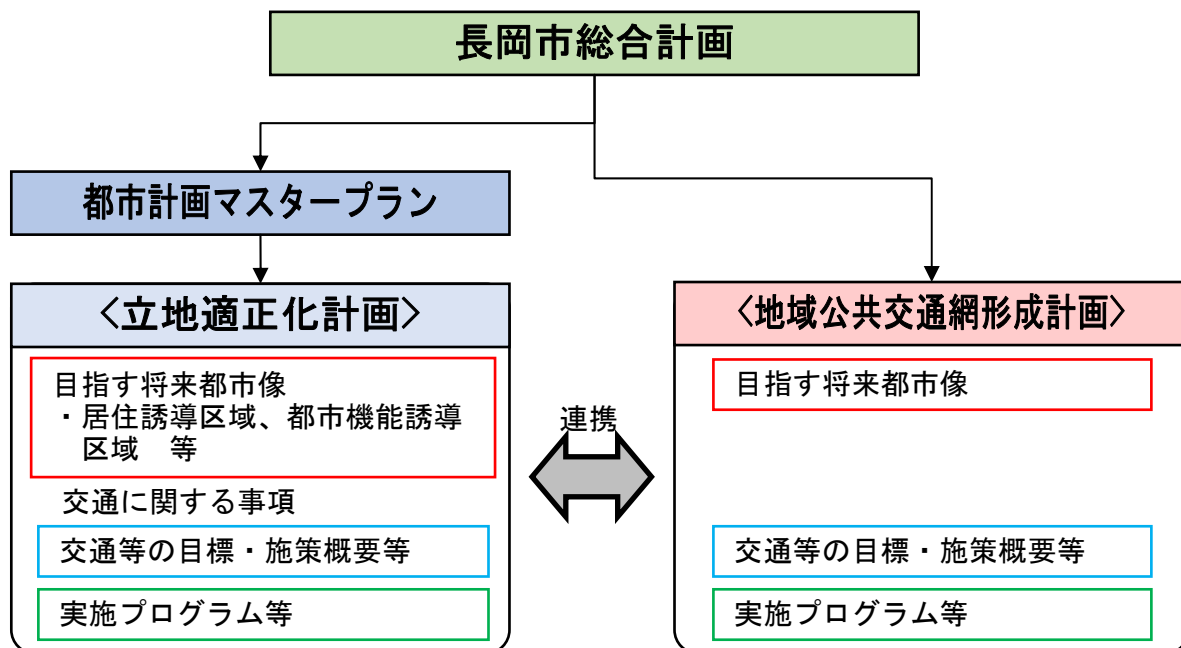 長岡市総合計画
都市計画マスタープラン
〈立地適正化計画〉
目指す将来都市像
・居住誘導区域、都市機能誘導
区域　等
交通に関する事項
交通等の目標・施策概要等
実施プログラム等
連携
〈地域公共交通網形成計画〉
目指す将来都市像
交通等の目標・施策概要等
実施プログラム等